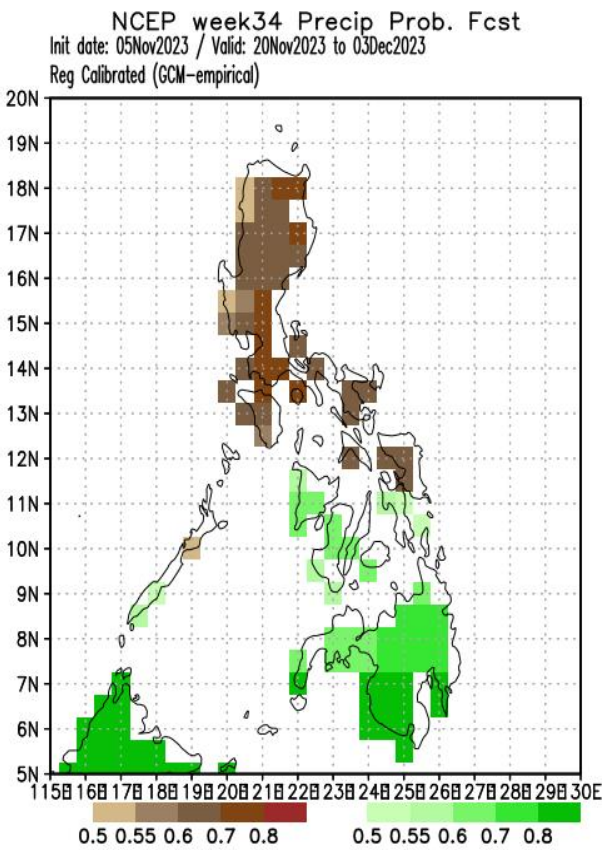 NCEP week34 Precip Prob. Fcst
Init date: 05Nov2023 / Valid: 20Nov2023 to 03Dec2023
Reg Calibrated (GCM-empirical)
20N
19N
18N
17N
16N
15N
14N
13N
12N
11N
10N
9N
8N
7N
6N
5N
115E 116E 117E 118E 119E 120E 121E 122E 123E 124E 125E 126E 127E 128E 129E 130E
0.5 0.55 0.6 0.7 0.8 0.5 0.55 0.6 0.7 0.8